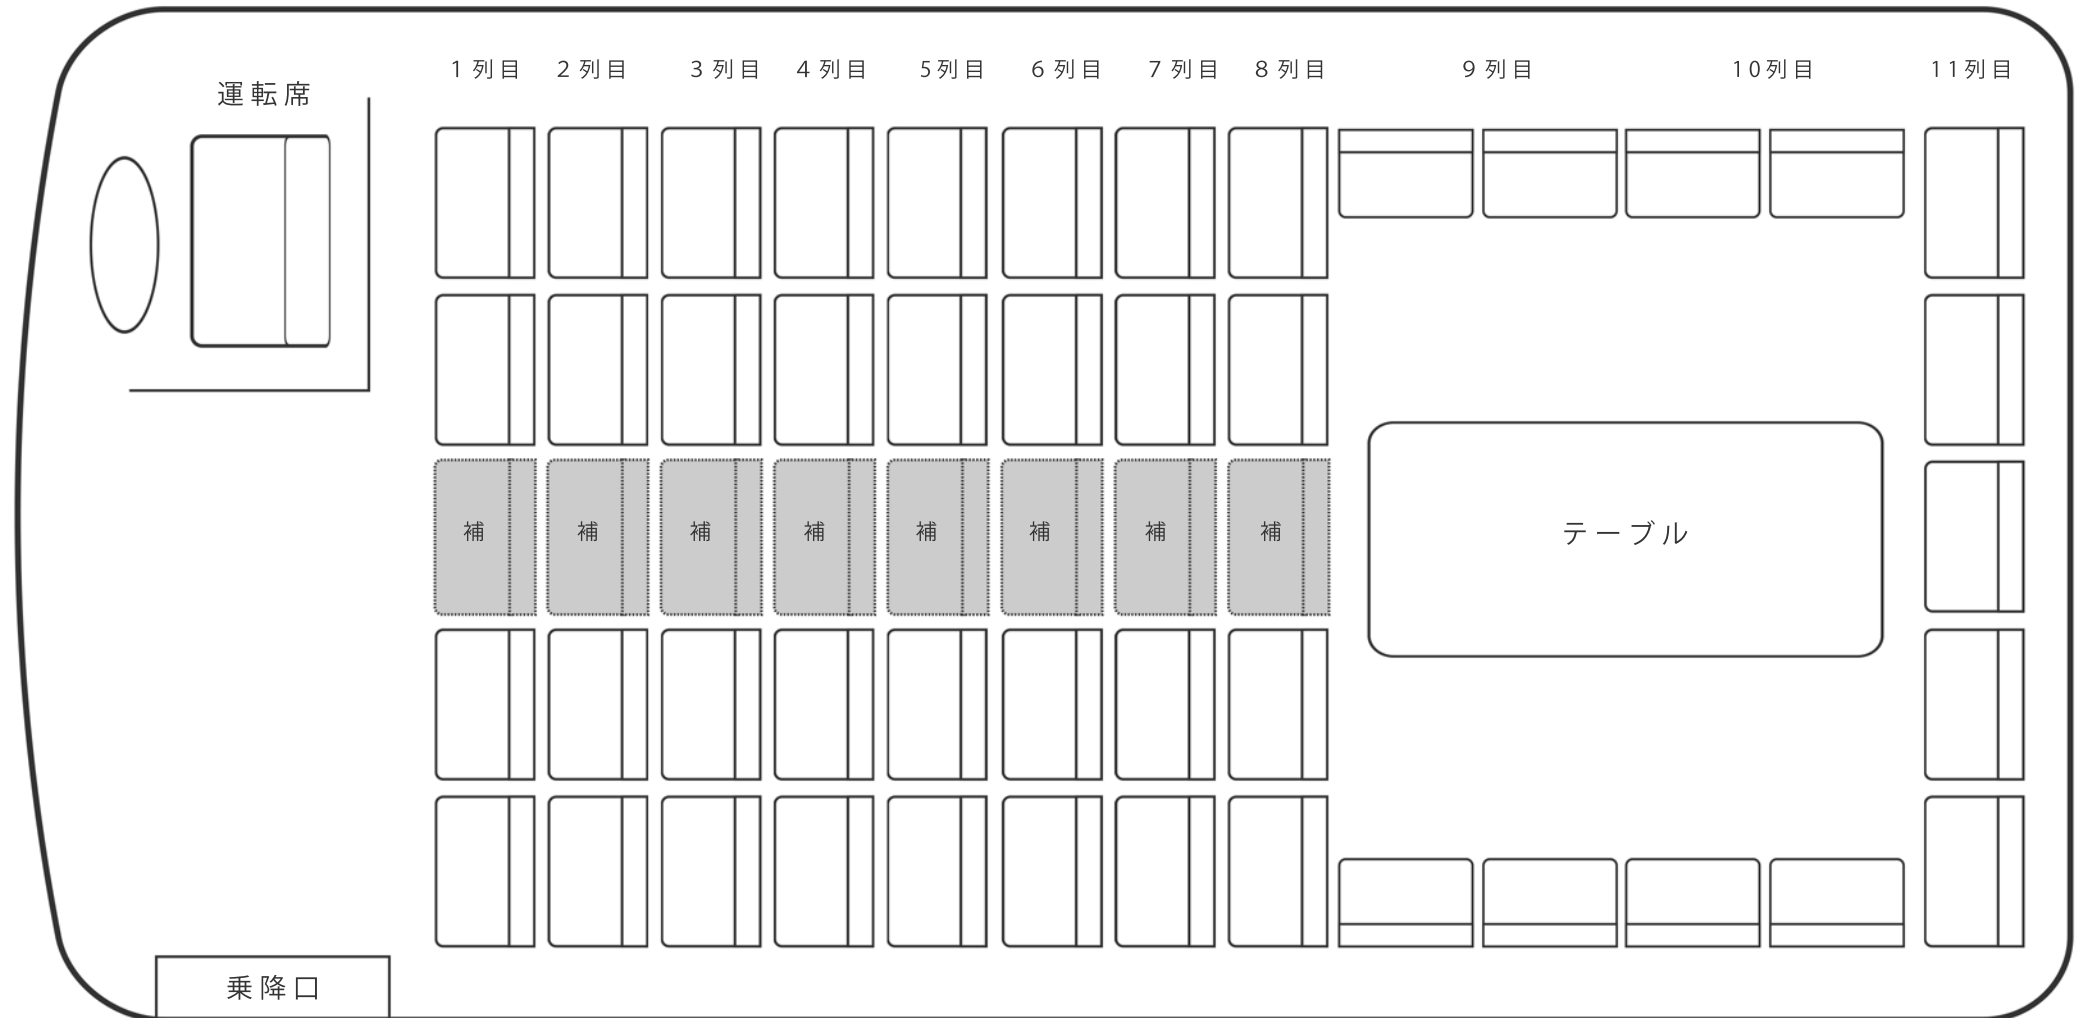 1列目 2列目 3列目 4列目 5列目 6列目 7列目 8列目 9列目 10列目 11列目
運転席
補 補 補 補 補 補 補 補
テーブル
乗降口